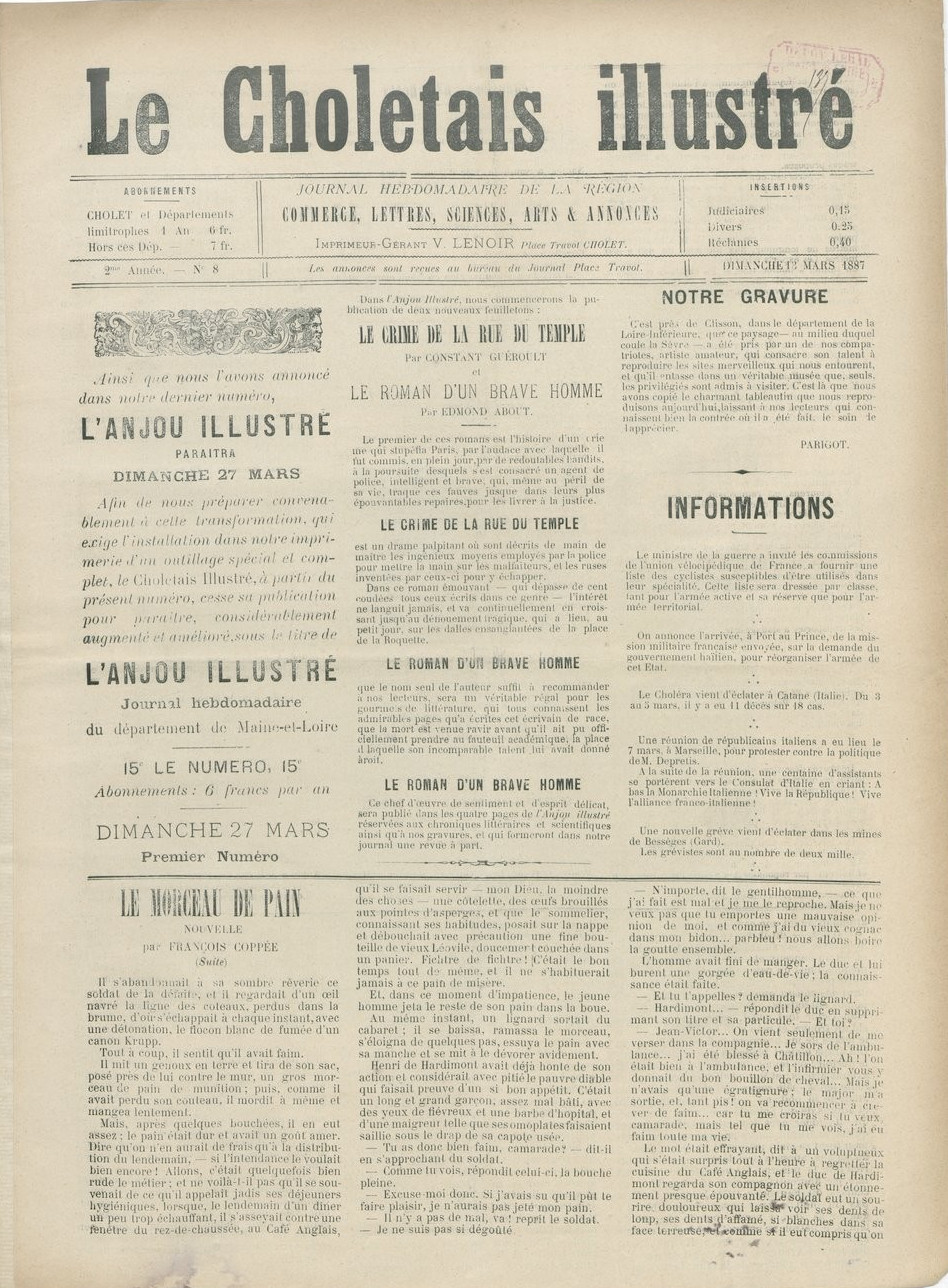 Le Choletais illustré
ABONNEMENTS
CHOLET et Départements
limitrophes 1 An 6 fr.
Hors ces Dép. — 7 fr.
JOURNAL HEBDOMADAIRE DE LA RÉGION
COMMERCE, LETTRES, SCIENCES, ARTS & ANNONCES
IMPRIMEUR-GÉRANT V. LENOIR Place Travot CHOLET.
INSERTIONS
Judiciaires 0,15
Divers 0.25
Réclames 0,40
2me Année. — N° 8
Les annonces sont reçues au bureau du Journal Place Travot.
DIMANCHE MARS 1887
Ainsi que nous l'avons annoncé
dans notre dernier numéro,
L'ANJOU ILLUSTRÉ
PARAITRA
DIMANCHE 27 MARS
Afin de nous préparer convena-
blement à cette transformation, qui
exige l'installation dans notre impri-
merie d'un outillage spécial et com-
plet, le Choletais Illustré, à partir du
présent numéro, cesse sa publication
pour paraître, considérablement
augmenté et amélioré, sous le titre de
L'ANJOU ILLUSTRÉ
Journal hebdomadaire
du département de Maine-et-Loire
15c LE NUMERO, 15c
Abonnements : 6 francs par an
DIMANCHE 27 MARS
Premier Numéro
Dans l'Anjou Illustré, nous commencerons la pu-
blication de deux nouveaux feuilletons :
LE CRIME DE LA RUE DU TEMPLE
Par CONSTANT GUÉROULT
et
LE ROMAN D'UN BRAVE HOMME
Par EDMOND ABOUT.
Le premier de ces romans est l'histoire d'un crie
me qui stupéfia Paris, par l'audace avec laquelle il
fut commis, en plein jour, par de redoutables bandits,
à la poursuite desquels s'est consacré un agent de
police, intelligent et brave, qui, même au péril de
sa vie, traque ces fauves jusque dans leurs plus
épouvantables repaires, pour les livrer à la justice.
LE CRIME DE LA RUE DU TEMPLE
est un drame palpitant où sont décrits de main de
maître les ingénieux moyens employés par la police
pour mettre la main sur les malfaiteurs, et les ruses
inventées par ceux-ci pour y échapper.
Dans ce roman émouvant — qui dépasse de cent
coudées tous ceux écrits dans ce genre — l'intérêt
ne languit jamais, et va continuellement en crois-
sant jusqu'au dénouement tragique, qui a lieu, au
petit jour, sur les dalles ensanglantées de la place
de la Roquette.
LE ROMAN D'UN BRAVE HOMME
que le nom seul de l'auteur suffit à recommander
à nos lecteurs, sera un véritable régal pour les
gourmets de littérature, qui tous connaissent les
admirables pages qu'a écrites cet écrivain de race,
que la mort est venue ravir avant qu'il ait pu offi-
ciellement prendre au fauteuil académique, la place
à laquelle son incomparable talent lui avait donné
droit.
LE ROMAN D'UN BRAVE HOMME
Ce chef d'œuvre de sentiment et d'esprit délicat,
sera publié dans les quatre pages de l'Anjou illustré
réservées aux chroniques littéraires et scientifiques
ainsi qu'à nos gravures, et qui formeront dans notre
journal une revue à part.
NOTRE GRAVURE
C'est près de Clisson, dans le département de la
Loire-Inférieure, que ce paysage — au milieu duquel
coule la Sèvre — a été pris par un de nos compa-
triotes, artiste amateur, qui consacre son talent à
reproduire les sites merveilleux qui nous entourent,
et qu'il entasse dans un véritable musée que, seuls,
les privilégiés sont admis à visiter. C'est là que nous
avons copié le charmant tableautin que nous repro-
duisons aujourd'hui, laissant à nos lecteurs qui con-
naissent bien la contrée où il a été fait, le soin de
l'apprécier.
PARIGOT.
INFORMATIONS
Le ministre de la guerre a invité les commissions
de l'union vélocipédique de France à fournir une
liste des cyclistes susceptibles d'être utilisés dans
leur spécialité. Cette liste sera dressée par classe,
tant pour l'armée active et sa réserve que pour l'ar-
mée territorial.
On annonce l'arrivée, à Port au Prince, de la mis-
sion militaire française envoyée, sur la demande du
gouvernement haïtien, pour réorganiser l'armée de
cet État.
Le Choléra vient d'éclater à Catane (Italie). Du 3
au 5 mars, il y a eu 11 décès sur 18 cas.
Une réunion de républicains italiens a eu lieu le
7 mars, à Marseille, pour protester contre la politique
de M. Depretis.
A la suite de la réunion, une centaine d'assistants
se portèrent vers le Consulat d'Italie en criant : A
bas la Monarchie Italienne ! Vive la République ! Vive
l'alliance franco-italienne !
Une nouvelle grève vient d'éclater dans les mines
de Bessèges (Gard).
Les grévistes sont au nombre de deux mille.
LE MORCEAU DE PAIN
NOUVELLE
par FRANÇOIS COPPÉE
(Suite)
Il s'abandonnait à sa sombre rêverie ce
soldat de la défaite, et il regardait d'un œil
navré la ligne des coteaux, perdus dans la
brume, d'où s'échappait à chaque instant, avec
une détonation, le flocon blanc de fumée d'un
canon Krupp.
Tout à coup, il sentit qu'il avait faim.
Il mit un genoux en terre et tira de son sac,
posé près de lui contre le mur, un gros mor-
ceau de pain de munition ; puis, comme il
avait perdu son couteau, il mordit à même et
mangea lentement.
Mais, après quelques bouchées, il en eut
assez ; le pain était dur et avait un goût amer.
Dire qu'on n'en aurait de frais qu'à la distribu-
tion du lendemain, — si l'intendance le voulait
bien encore ! Allons, c'était quelquefois bien
rude le métier ; et ne voilà-t-il pas qu'il se sou-
venait de ce qu'il appelait jadis ses déjeuners
hygiéniques, lorsque, le lendemain d'un dîner
un peu trop échauffant, il s'asseyait contre une
fenêtre du rez-de-chaussée, au Café Anglais,
qu'il se faisait servir — mon Dieu, la moindre
des choses — une côtelette, des œufs brouillés
aux pointes d'asperges, et que le sommelier,
connaissant ses habitudes, posait sur la nappe
et débouchait avec précaution une fine bou-
teille de vieux Léoville, doucement couchée dans
un panier. Fichtre de fichtre ! C'était le bon
temps tout de même, et il ne s'habituerait
jamais à ce pain de misère.
Et, dans ce moment d'impatience, le jeune
homme jeta le reste de son pain dans la boue.
Au même instant, un lignard sortait du
cabaret ; il se baissa, ramassa le morceau,
s'éloigna de quelques pas, essuya le pain avec
sa manche et se mit à le dévorer avidement.
Henri de Hardimont avait déjà honte de son
action et considérait avec pitié le pauvre diable
qui faisait preuve d'un si bon appétit. C'était
un long et grand garçon, assez mal bâti, avec
des yeux de fiévreux et une barbe d'hopital, et
d'une maigreur telle que ses omoplates faisaient
saillie sous le drap de sa capote usée.
— Tu as donc bien faim, camarade ? — dit-il
en s'approchant du soldat.
— Comme tu vois, répondit celui-ci, la bouche
pleine.
— Excuse-moi donc. Si j'avais su qu'il pût te
faire plaisir, je n'aurais pas jeté mon pain.
— Il n'y a pas de mal, va ! reprit le soldat.
— Je ne suis pas si dégoûté
— N'importe, dit le gentilhomme, — ce que
j'ai fait est mal et je me le reproche. Mais je ne
veux pas que tu emportes une mauvaise opi-
nion de moi, et comme j'ai du vieux cognac
dans mon bidon... parbleu ! nous allons boire
la goutte ensemble.
L'homme avait fini de manger. Le duc et lui
burent une gorgée d'eau-de-vie ; la connais-
sance était faite.
— Et tu t'appelles ? demanda le lignard.
— Hardimont... — répondit le duc en suppri-
mant son titre et sa particule. — Et toi ?
— Jean-Victor... On vient seulement de me
verser dans la compagnie... Je sors de l'ambu-
lance... j'ai été blessé à Châtillon... Ah ! l'on
était bien à l'ambulance, et l'infirmier vous y
donnait du bon bouillon de cheval... Mais je
n'avais qu'une égratignure ; le major m'a
sortie, et, tant pis ! on va recommencer à cre-
ver de faim... car tu me croiras si tu veux,
camarade, mais tel que tu me vois, j'ai eu
faim toute ma vie.
Le mot était effrayant, dit à un voluptueux
qui s'était surpris tout à l'heure à regretter la
cuisine du Café Anglais, et le duc de Hardi-
mont regarda son compagnon avec un étonne-
ment presque épouvanté. Le soldat eut un sou-
rire douloureux qui laissa voir ses dents de
loup, ses dents d'affamé, si blanches dans sa
face terreuse, et comme si il eut compris qu'on